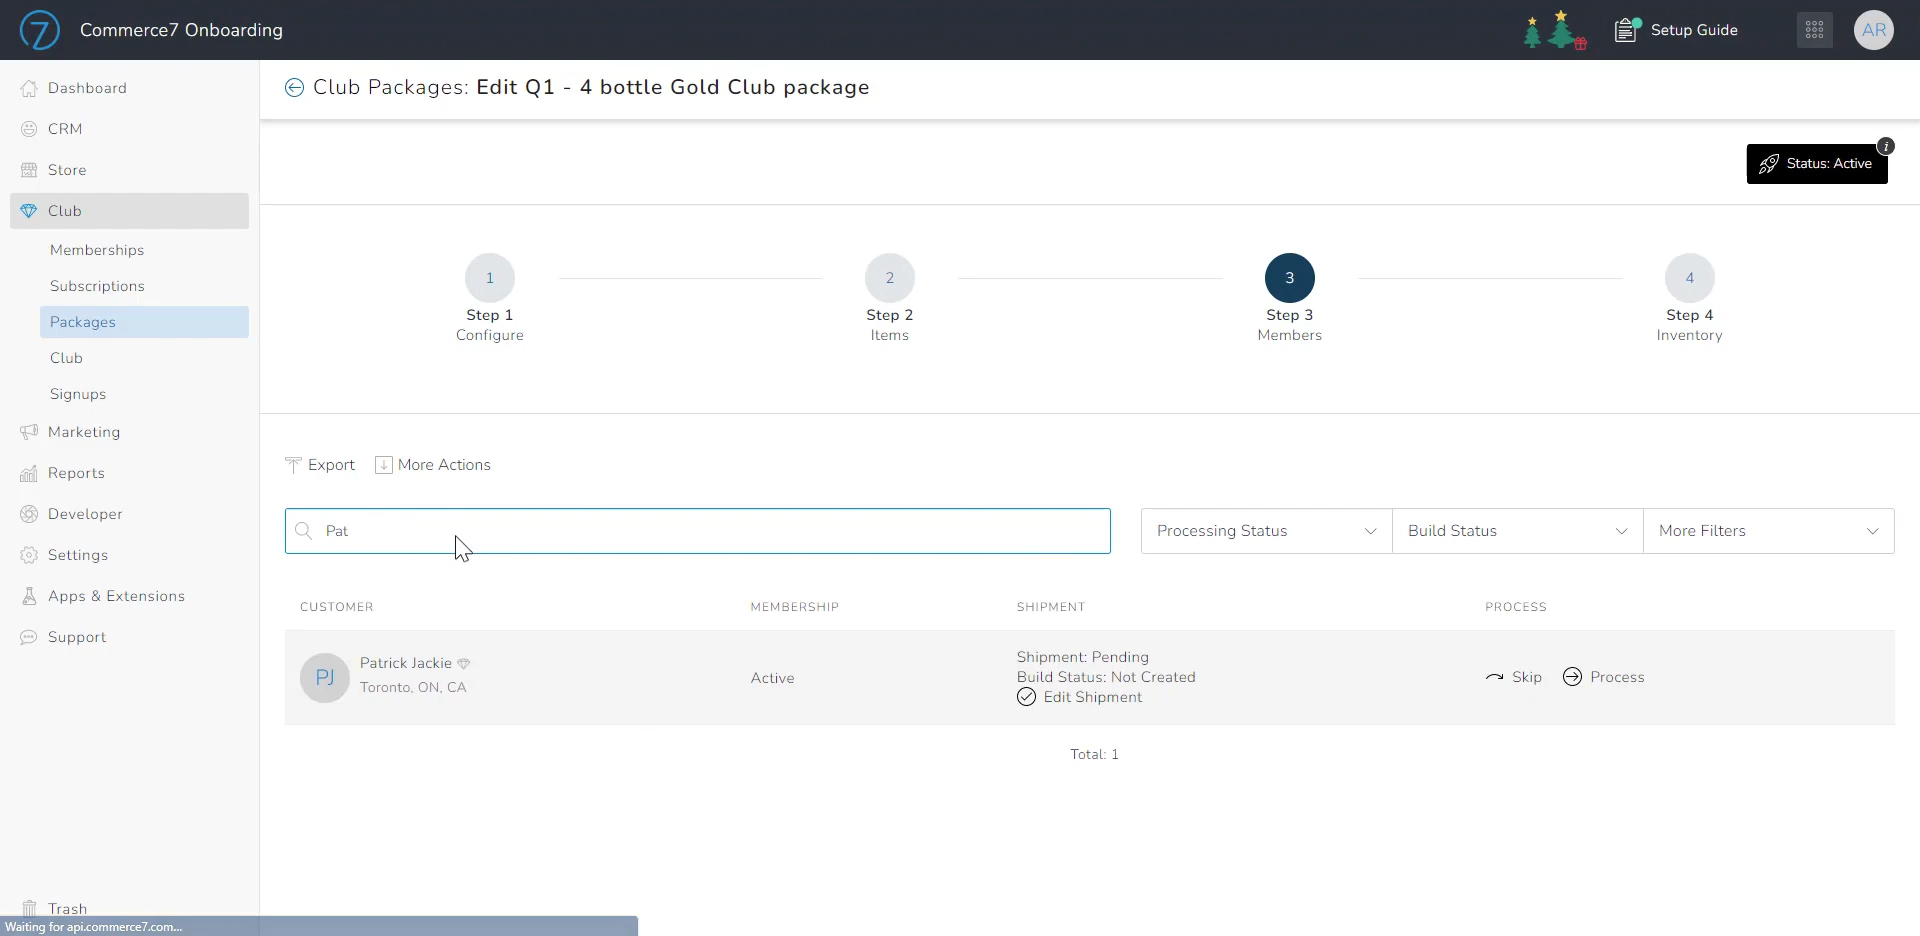 7 Commerce7 Onboarding
Setup Guide
AR
Dashboard
CRM
Store
Club
Memberships
Subscriptions
Packages
Club
Signups
Marketing
Reports
Developer
Settings
Apps & Extensions
Support
Trash
Waiting for api.commerce7.com...
Club Packages: Edit Q1 - 4 bottle Gold Club package
Status: Active
i
1
Step 1
Configure
2
Step 2
Items
3
Step 3
Members
4
Step 4
Inventory
Export More Actions
Pat
Processing Status
Build Status
More Filters
CUSTOMER MEMBERSHIP SHIPMENT PROCESS
PJ
Patrick Jackie
Toronto, ON, CA
Active
Shipment: Pending
Build Status: Not Created
Edit Shipment
Skip Process
Total: 1